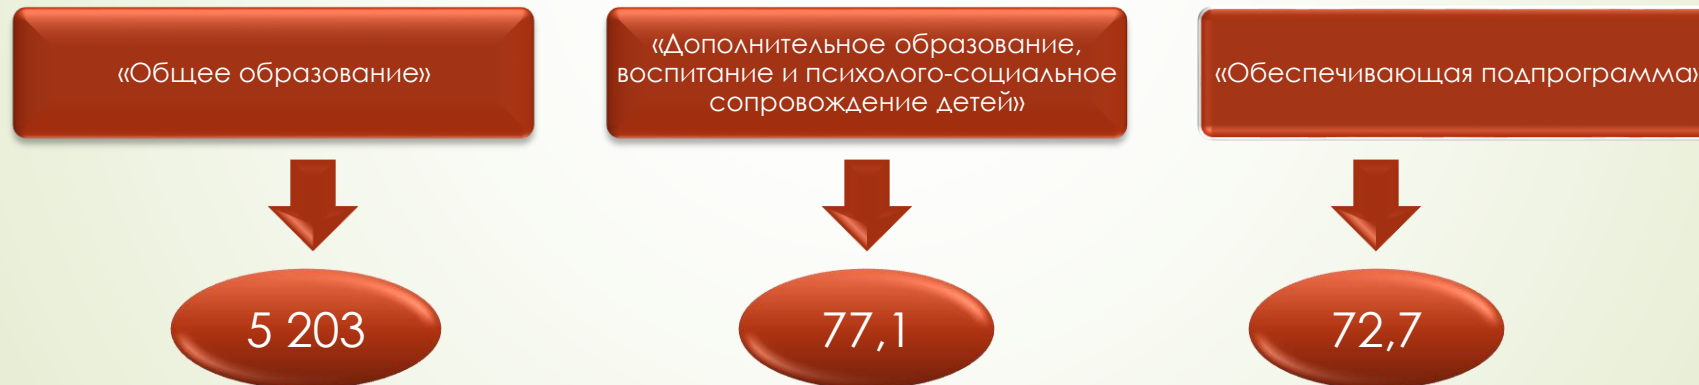 «Общее образование»
«Дополнительное образование,
воспитание и психолого-социальное
сопровождение детей»
«Обеспечивающая подпрограмма»
5 203
77,1
72,7